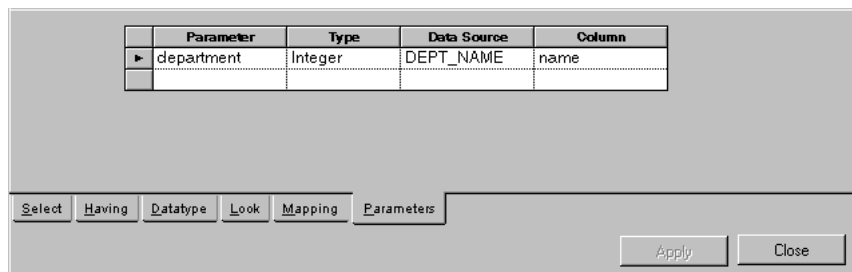 Parameter Type Data Source Column
department Integer DEPT_NAME name
Select Having Datatype Look Mapping Parameters
Apply Close